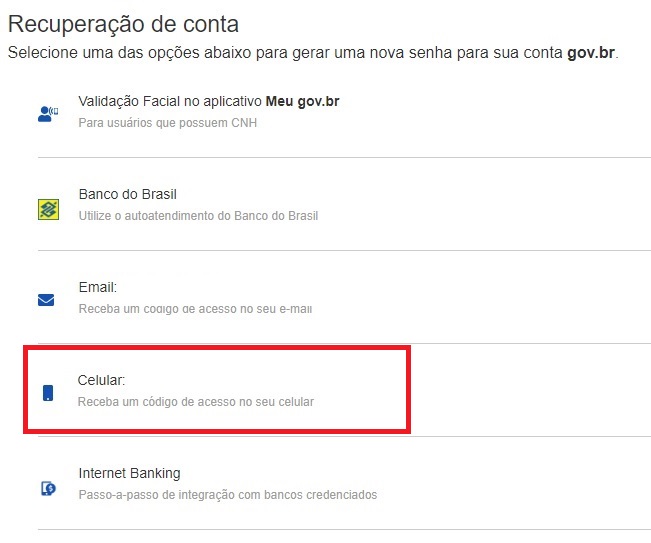 Recuperação de conta
Selecione uma das opções abaixo para gerar uma nova senha para sua conta gov.br.
Validação Facial no aplicativo Meu gov.br
Para usuários que possuem CNH
Banco do Brasil
Utilize o autoatendimento do Banco do Brasil
Email:
Receba um código de acesso no seu e-mail
Celular:
Receba um código de acesso no seu celular
Internet Banking
Passo-a-passo de integração com bancos credenciados